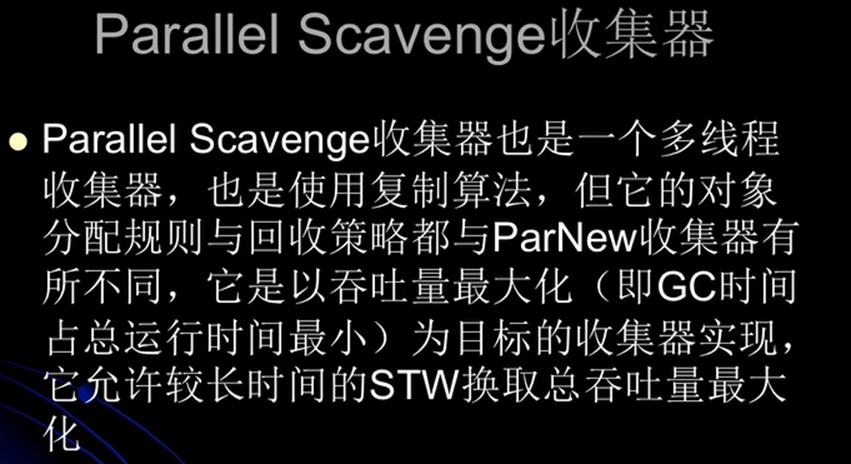 Parallel Scavenge收集器
Parallel Scavenge收集器也是一个多线程
收集器，也是使用复制算法，但它的对象
分配规则与回收策略都与ParNew收集器有
所不同，它是以吞吐量最大化（即GC时间
占总运行时间最小）为目标的收集器实现，
它允许较长时间的STW换取总吞吐量最大
化